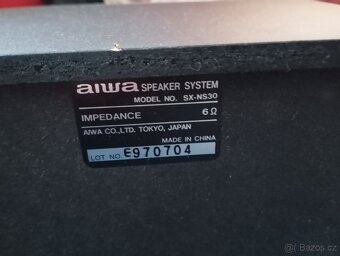 aiwa SPEAKER SYSTEM
MODEL NO. SX-NS30
IMPEDANCE 6 Ω
AIWA CO.,LTD. TOKYO, JAPAN
MADE IN CHINA
LOT NO. E970704
Bazos.cz